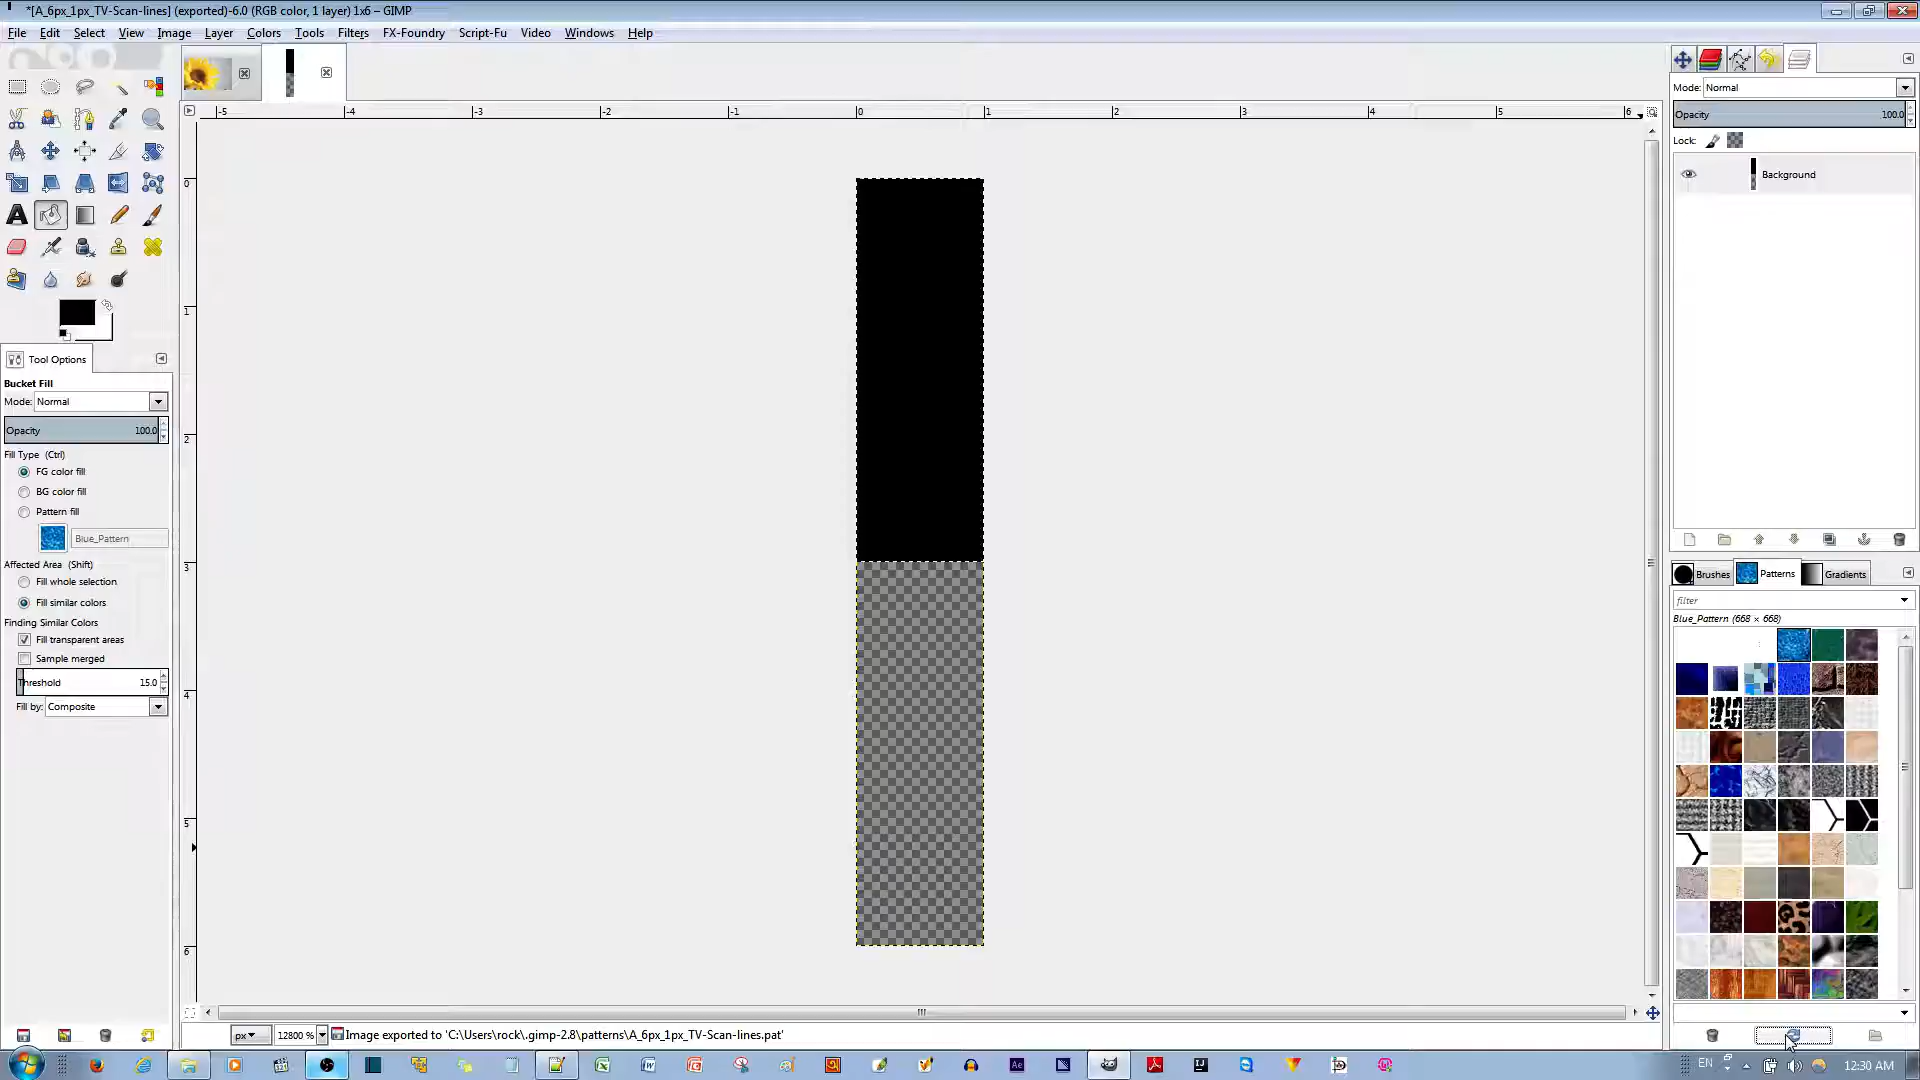 *[A_6px_1px_TV-Scan-lines] (exported)-6.0 (RGB color, 1 layer) 1x6 – GIMP
File Edit Select View Image Layer Colors Tools Filters FX-Foundry Script-Fu Video Windows Help
-5 -4 -3 -2 -1 0 1 2 3 4 5 6
0
1
2
3
4
5
6
Tool Options
Bucket Fill
Mode: Normal
Opacity 100.0
Fill Type (Ctrl)
FG color fill
BG color fill
Pattern fill
Blue_Pattern
Affected Area (Shift)
Fill whole selection
Fill similar colors
Finding Similar Colors
Fill transparent areas
Sample merged
Threshold 15.0
Fill by: Composite
Mode: Normal
Opacity 100.0
Lock:
Background
Brushes Patterns Gradients
filter
Blue_Pattern (668 × 668)
px 12800 % Image exported to 'C:\Users\rock\.gimp-2.8\patterns\A_6px_1px_TV-Scan-lines.pat'
EN 12:30 AM